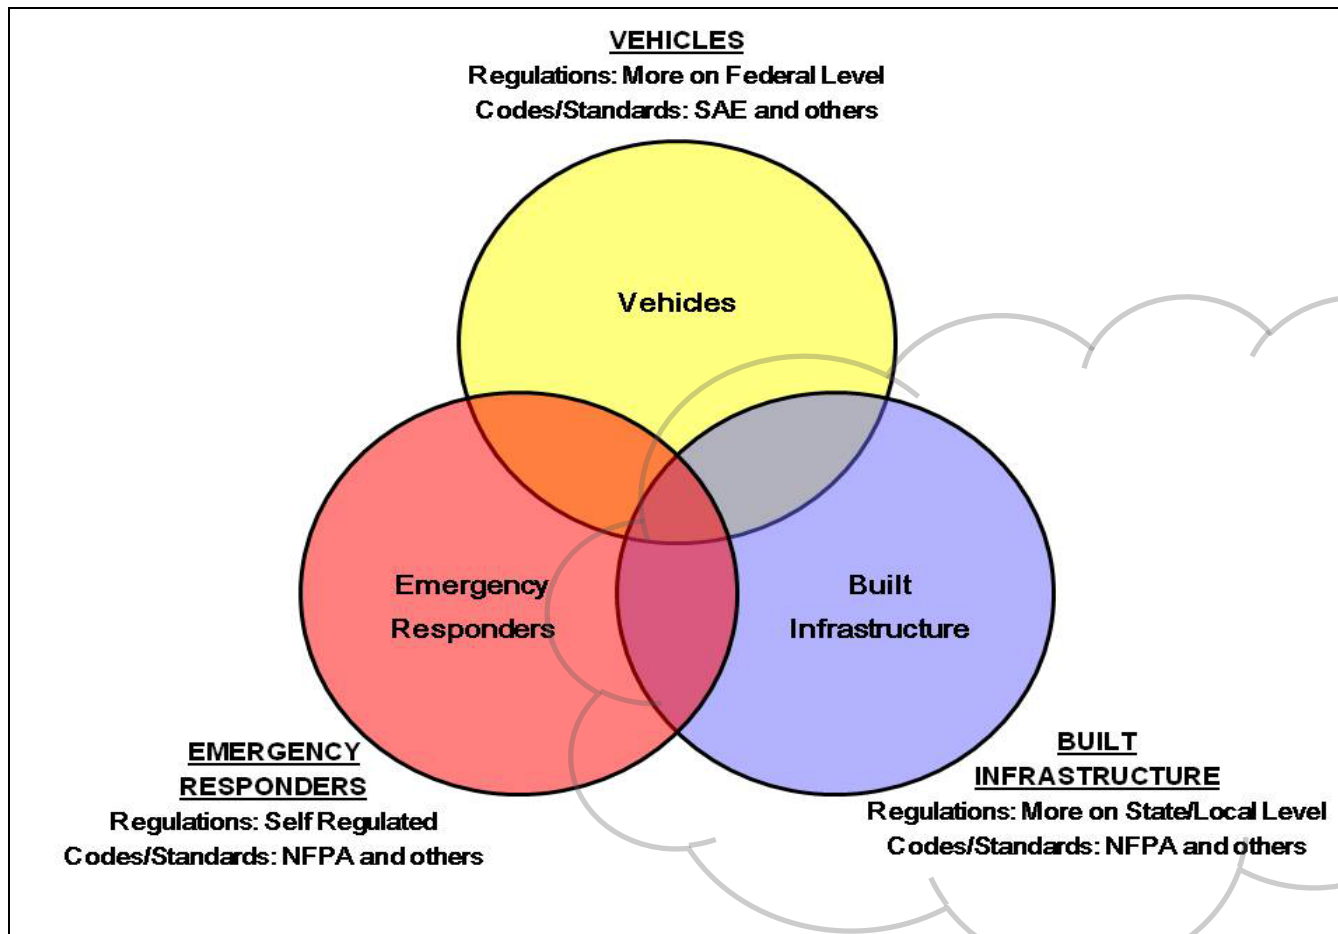 VEHICLES
Regulations: More on Federal Level
Codes/Standards: SAE and others
Vehicles
Emergency
Responders
Built
Infrastructure
EMERGENCY
RESPONDERS
Regulations: Self Regulated
Codes/Standards: NFPA and others
BUILT
INFRASTRUCTURE
Regulations: More on State/Local Level
Codes/Standards: NFPA and others